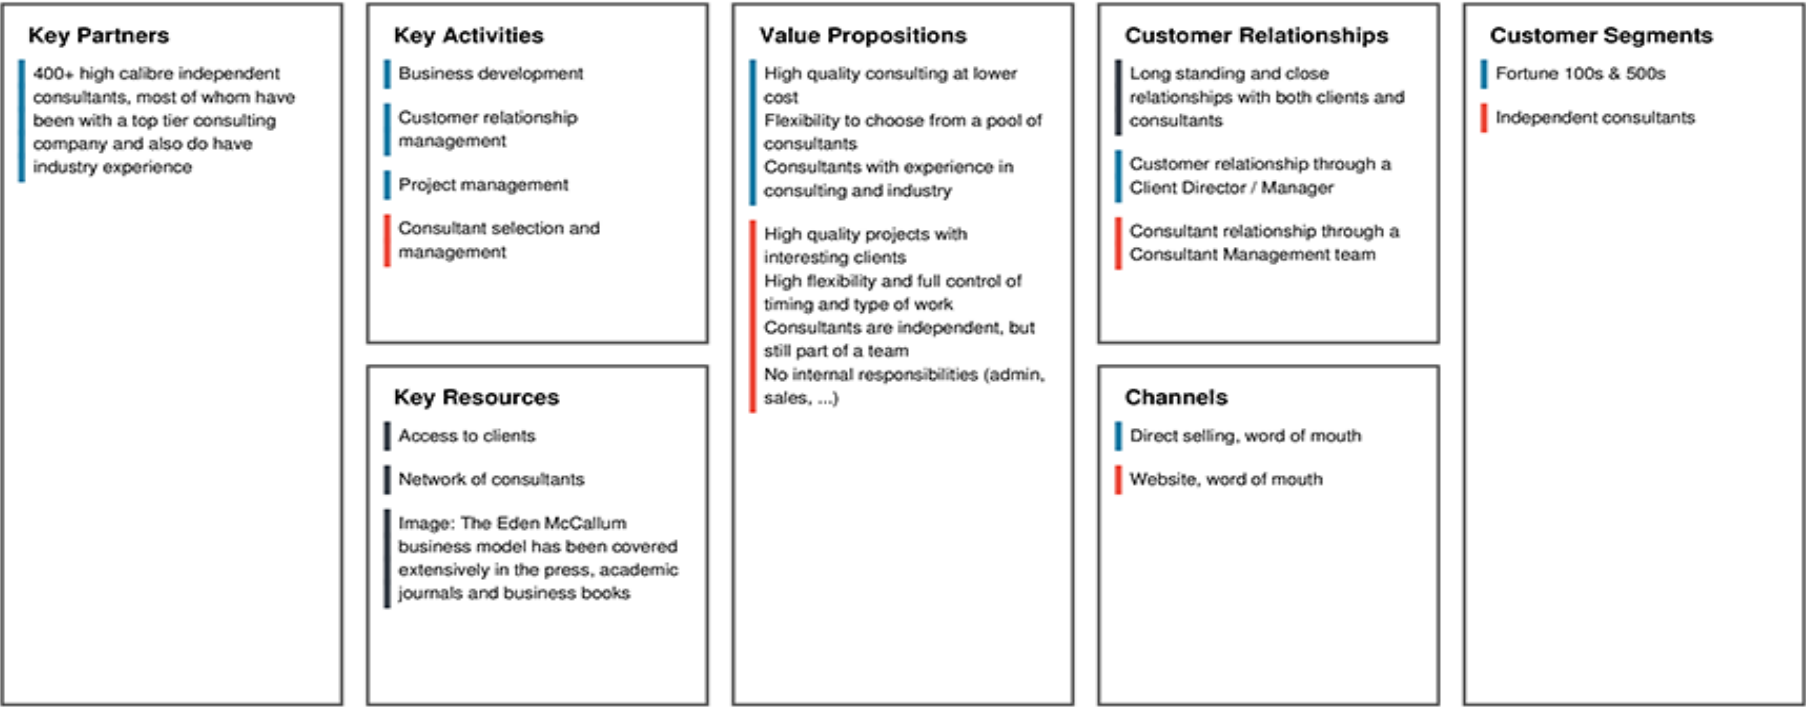 Key Partners
400+ high calibre independent
consultants, most of whom have
been with a top tier consulting
company and also do have
industry experience
Key Activities
Business development
Customer relationship
management
Project management
Consultant selection and
management
Key Resources
Access to clients
Network of consultants
Image: The Eden McCallum
business model has been covered
extensively in the press, academic
journals and business books
Value Propositions
High quality consulting at lower
cost
Flexibility to choose from a pool of
consultants
Consultants with experience in
consulting and industry
High quality projects with
interesting clients
High flexibility and full control of
timing and type of work
Consultants are independent, but
still part of a team
No internal responsibilities (admin,
sales, ...)
Customer Relationships
Long standing and close
relationships with both clients and
consultants
Customer relationship through a
Client Director / Manager
Consultant relationship through a
Consultant Management team
Channels
Direct selling, word of mouth
Website, word of mouth
Customer Segments
Fortune 100s & 500s
Independent consultants